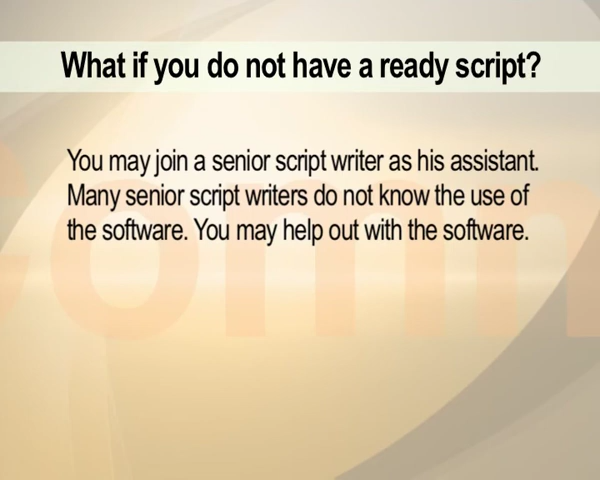 What if you do not have a ready script?
You may join a senior script writer as his assistant.
Many senior script writers do not know the use of
the software. You may help out with the software.